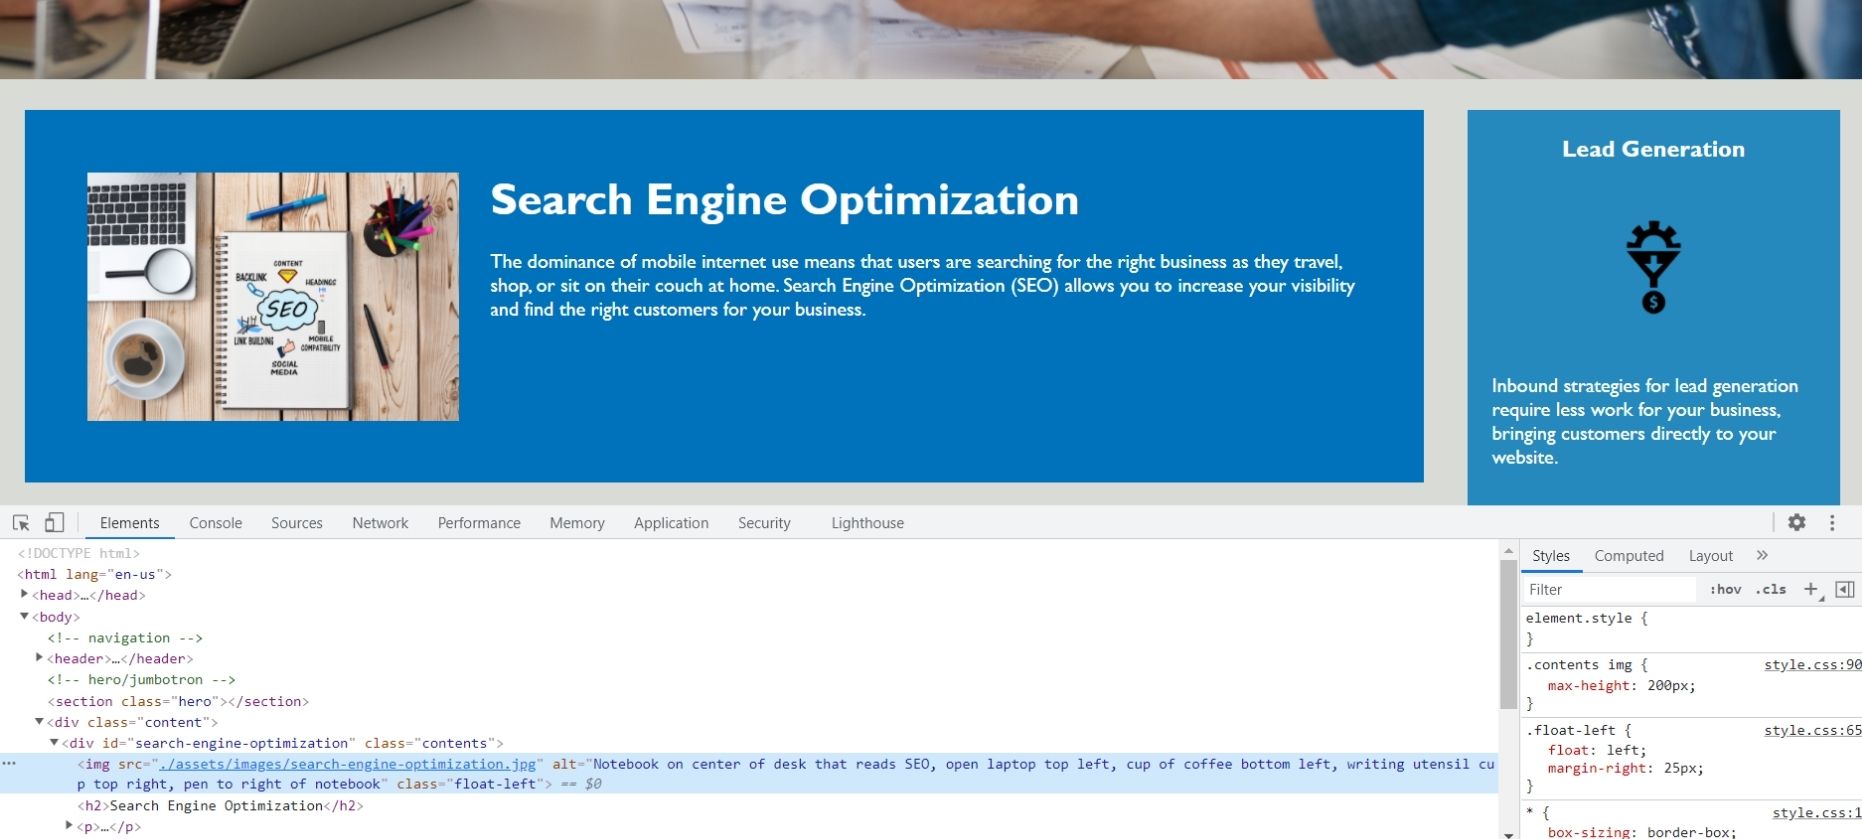 Lead Generation
Search Engine Optimization
The dominance of mobile internet use means that users are searching for the right business as they travel,
shop, or sit on their couch at home. Search Engine Optimization (SEO) allows you to increase your visibility
and find the right customers for your business.
CONTENT
BACKLINK
HEADINGS
H1
SEO
LINK BUILDING
MOBILE
COMPATIBILITY
SOCIAL
MEDIA
$
Inbound strategies for lead generation
require less work for your business,
bringing customers directly to your
website.
Elements Console Sources Network Performance Memory Application Security Lighthouse
<!DOCTYPE html>
<html lang="en-us">
<head>…</head>
<body>
<!-- navigation -->
<header>…</header>
<!-- hero/jumbotron -->
<section class="hero"></section>
<div class="content">
<div id="search-engine-optimization" class="contents">
<img src="./assets/images/search-engine-optimization.jpg" alt="Notebook on center of desk that reads SEO, open laptop top left, cup of coffee bottom left, writing utensil cu
p top right, pen to right of notebook" class="float-left"> == $0
<h2>Search Engine Optimization</h2>
<p>…</p>
Styles Computed Layout »
Filter :hov .cls +
element.style {
}
.contents img { style.css:90
max-height: 200px;
}
.float-left { style.css:65
float: left;
margin-right: 25px;
}
* { style.css:1
box-sizing: border-box;